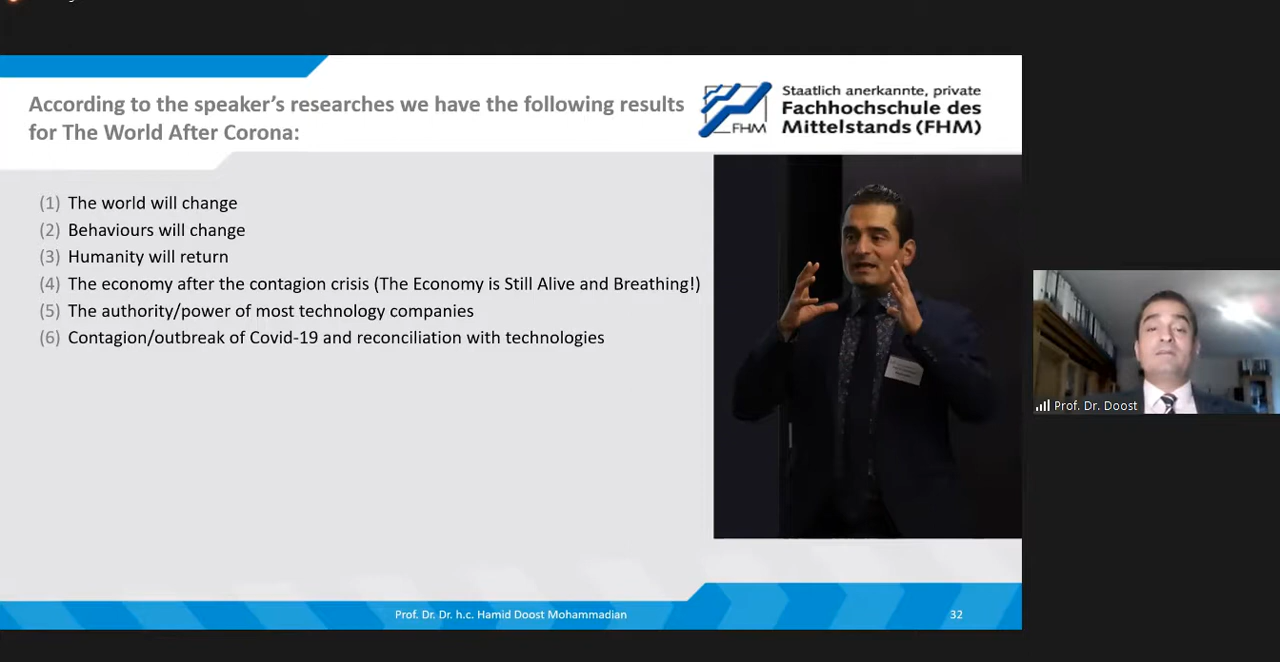 According to the speaker’s researches we have the following results
for The World After Corona:
Staatlich anerkannte, private
Fachhochschule des
Mittelstands (FHM)
FHM
(1) The world will change
(2) Behaviours will change
(3) Humanity will return
(4) The economy after the contagion crisis (The Economy is Still Alive and Breathing!)
(5) The authority/power of most technology companies
(6) Contagion/outbreak of Covid-19 and reconciliation with technologies
Prof. Dr. Doost
Prof. Dr. Dr. h.c. Hamid Doost Mohammadian
32